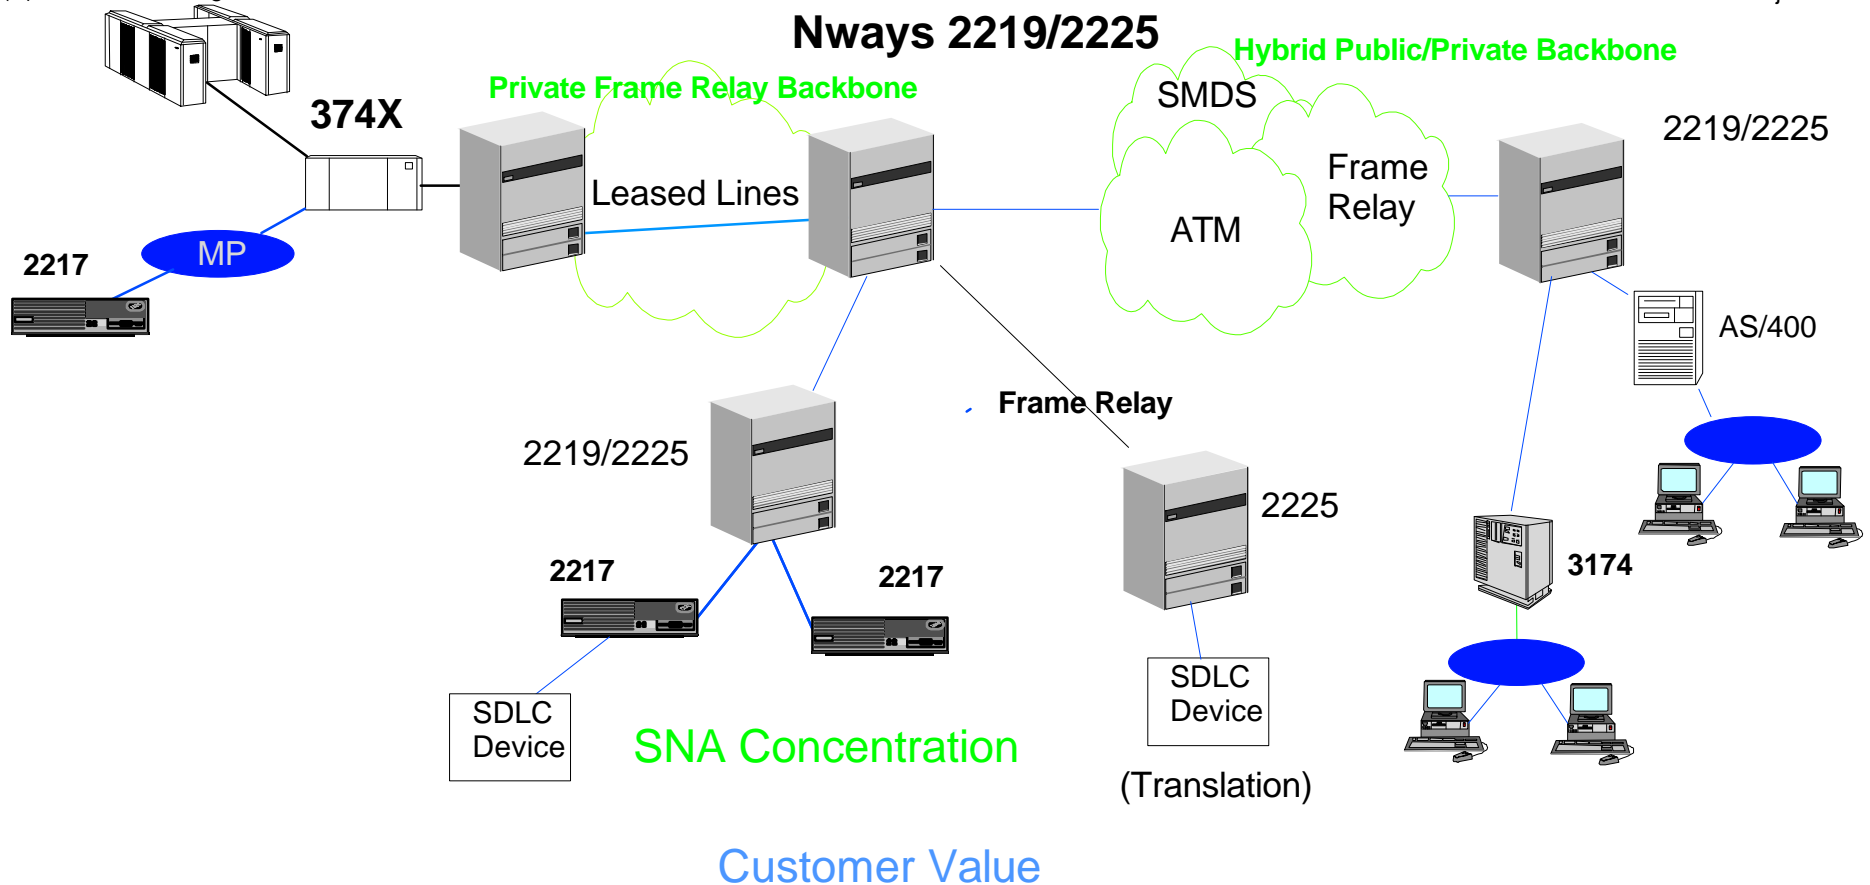 Nways 2219/2225
Hybrid Public/Private Backbone
Private Frame Relay Backbone
SMDS
374X
2219/2225
Frame
Relay
Leased Lines
ATM
MP
2217
AS/400
Frame Relay
2219/2225
2225
2217
2217
3174
SDLC
Device
SDLC
Device
SNA Concentration
(Translation)
Customer Value